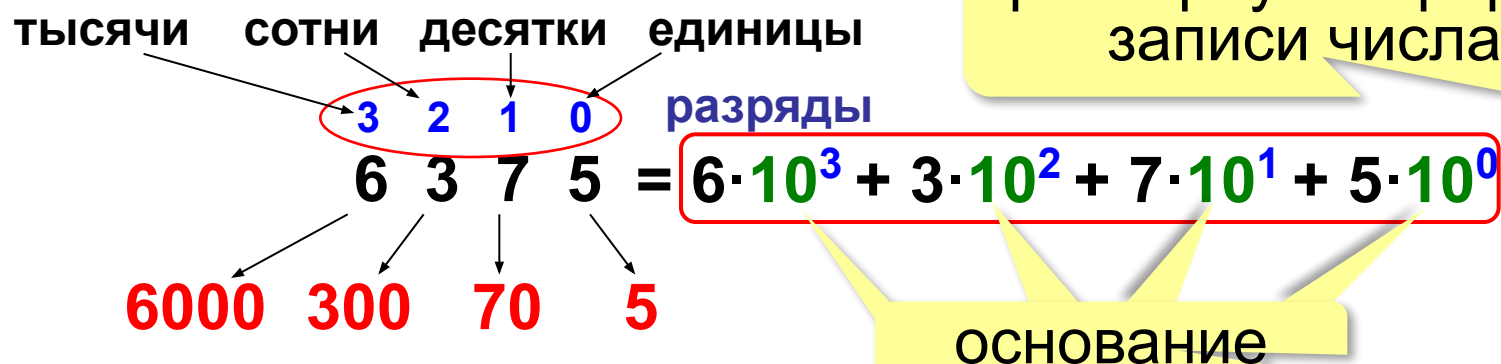 записи числа
тысячи сотни десятки единицы
3 2 1 0 разряды
6 3 7 5 = 6·10³ + 3·10² + 7·10¹ + 5·10⁰
6000 300 70 5
основание